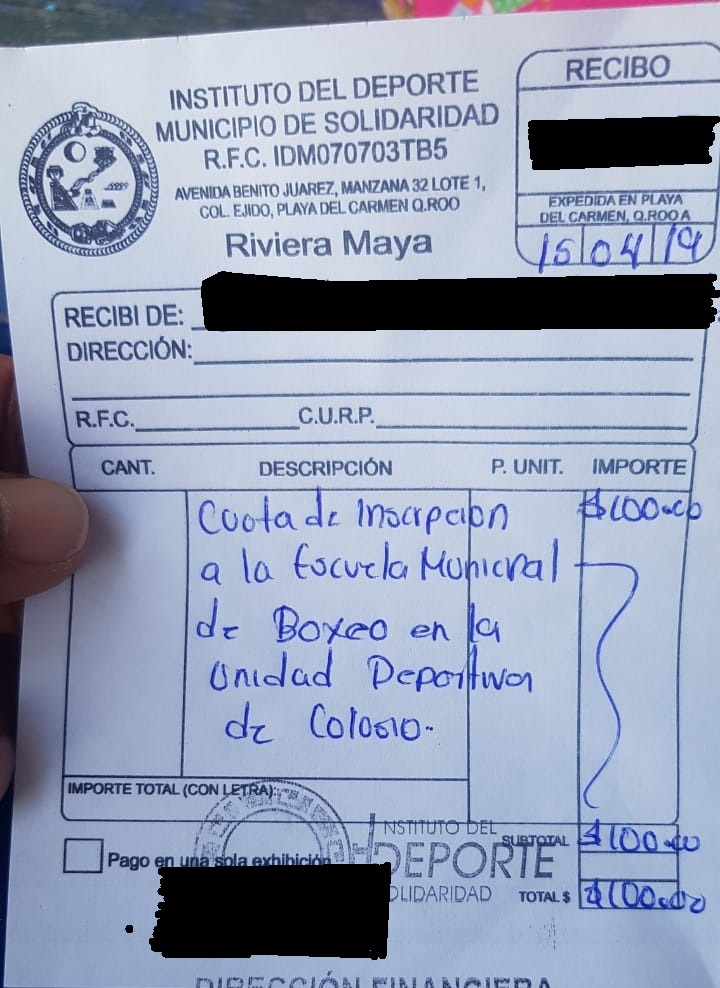 INSTITUTO DEL DEPORTE
MUNICIPIO DE SOLIDARIDAD
R.F.C. IDM070703TB5
AVENIDA BENITO JUAREZ, MANZANA 32 LOTE 1,
COL. EJIDO, PLAYA DEL CARMEN Q.ROO
Riviera Maya
RECIBO
EXPEDIDA EN PLAYA
DEL CARMEN, Q.ROO A
15 04 19
RECIBI DE:
DIRECCIÓN:
R.F.C. C.U.R.P.
CANT. DESCRIPCIÓN P. UNIT. IMPORTE
Cuota de Inscripcion $100.00
a la Escuela Municipal
de Boxeo en la
Unidad Deportiva
de Colosio.
IMPORTE TOTAL (CON LETRA):
Pago en una sola exhibición
INSTITUTO DEL
DEPORTE
SOLIDARIDAD
SUBTOTAL $100.00
TOTAL $ $100.00
DIRECCIÓN FINANCIERA